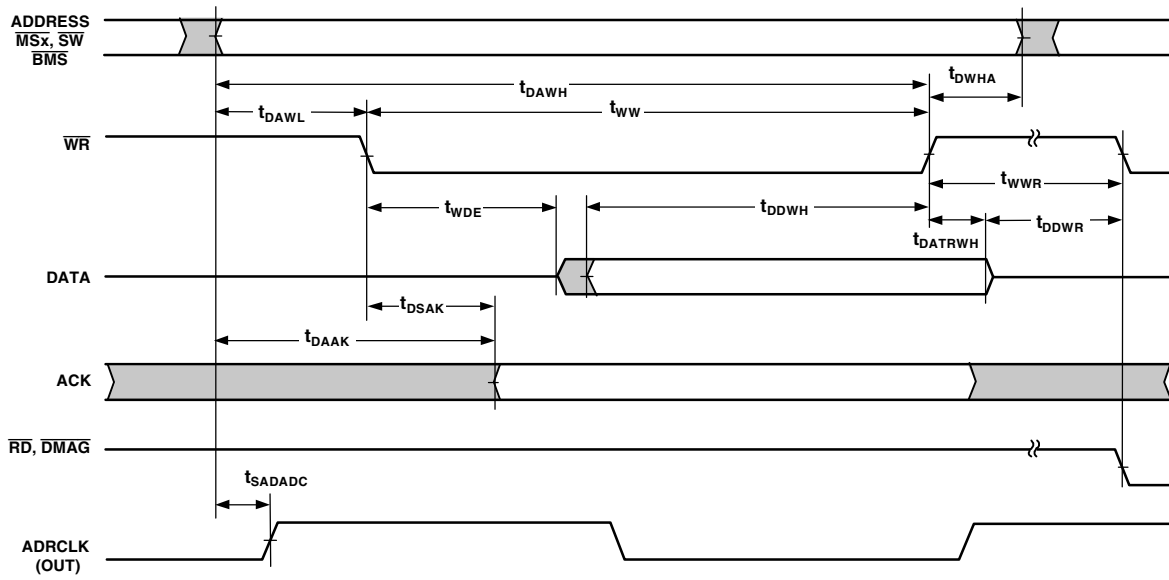 ADDRESS
MSx, SW
BMS
tDAWH
tDWHA
tDAWL
tWW
WR
tWWR
tWDE
tDDWH
tDATRWH
tDDWR
DATA
tDSAK
tDAAK
ACK
RD, DMAG
tSADADC
ADRCLK
(OUT)